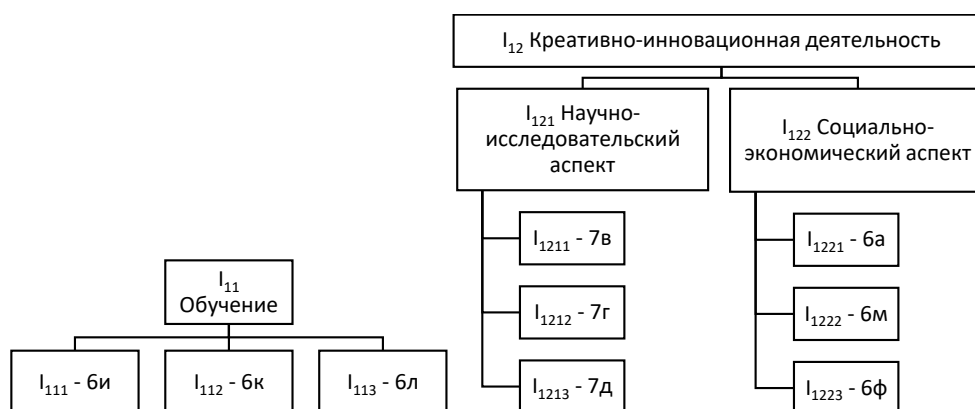 I₁₂ Креативно-инновационная деятельность
I₁₂₁ Научно-
исследовательский
аспект
I₁₂₂ Социально-
экономический аспект
I₁₂₁₁ - 7в
I₁₂₂₁ - 6а
I₁₁
Обучение
I₁₂₁₂ - 7г
I₁₂₂₂ - 6м
I₁₁₁ - 6и
I₁₁₂ - 6к
I₁₁₃ - 6л
I₁₂₁₃ - 7д
I₁₂₂₃ - 6ф